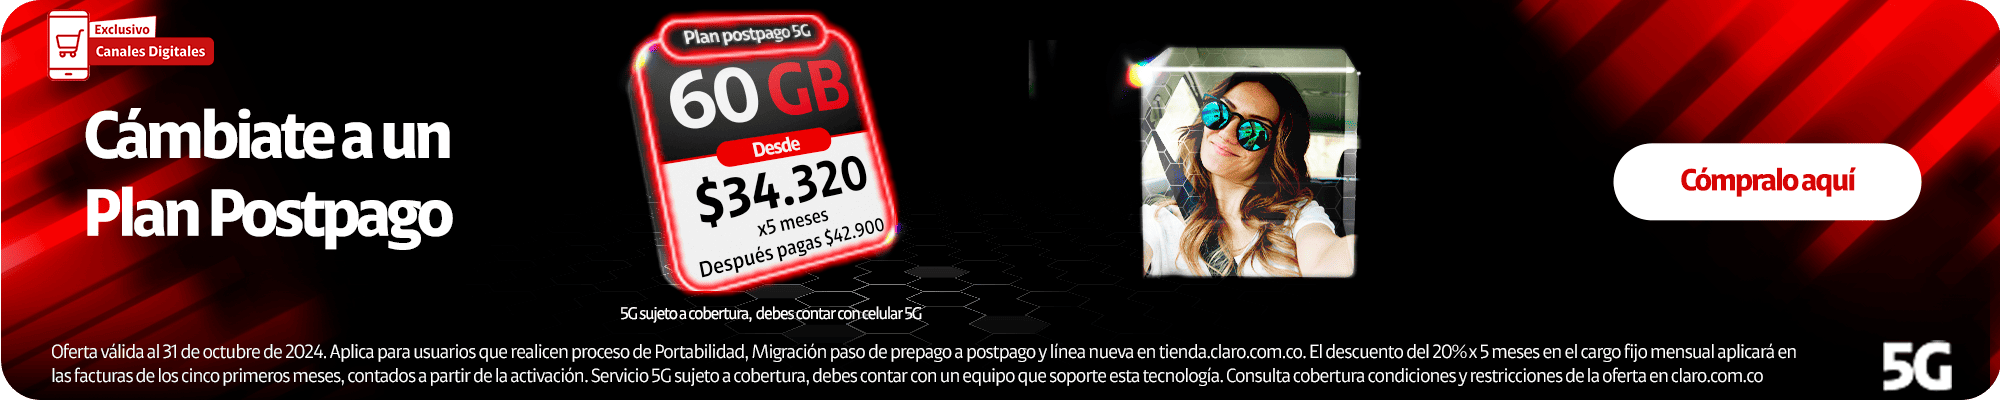 Exclusivo
Canales Digitales
Cámbiate a un
Plan Postpago
Plan postpago 5G
60 GB
Desde
$34.320
x5 meses
Después pagas $42.900
5G sujeto a cobertura, debes contar con celular 5G
Cómpralo aquí
Oferta válida al 31 de octubre de 2024. Aplica para usuarios que realicen proceso de Portabilidad, Migración paso de prepago a postpago y línea nueva en tienda.claro.com.co. El descuento del 20% x 5 meses en el cargo fijo mensual aplicará en
las facturas de los cinco primeros meses, contados a partir de la activación. Servicio 5G sujeto a cobertura, debes contar con un equipo que soporte esta tecnología. Consulta cobertura condiciones y restricciones de la oferta en claro.com.co
5G